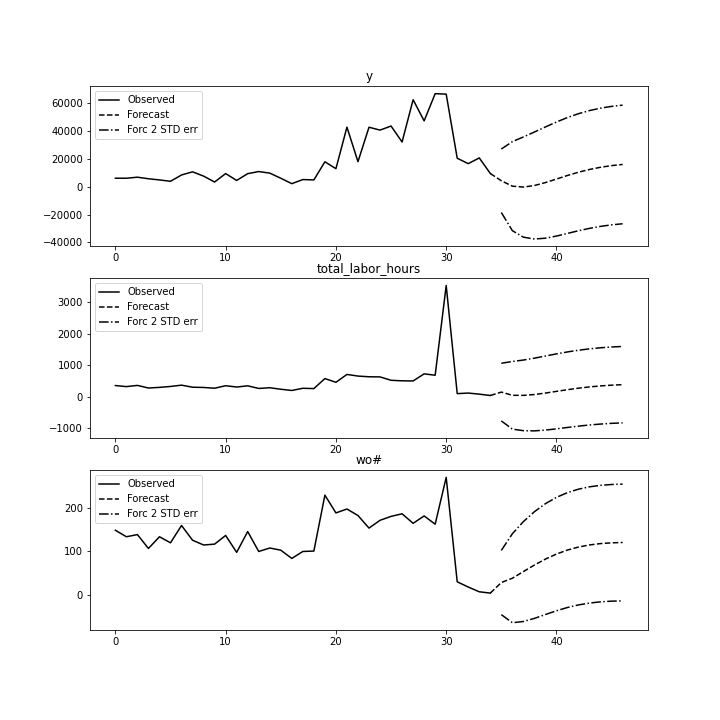 y
Observed
Forecast
Forc 2 STD err
60000
40000
20000
0
−20000
−40000
0 10 20 30 40
total_labor_hours
Observed
Forecast
Forc 2 STD err
3000
2000
1000
0
−1000
0 10 20 30 40
wo#
Observed
Forecast
Forc 2 STD err
200
100
0
0 10 20 30 40